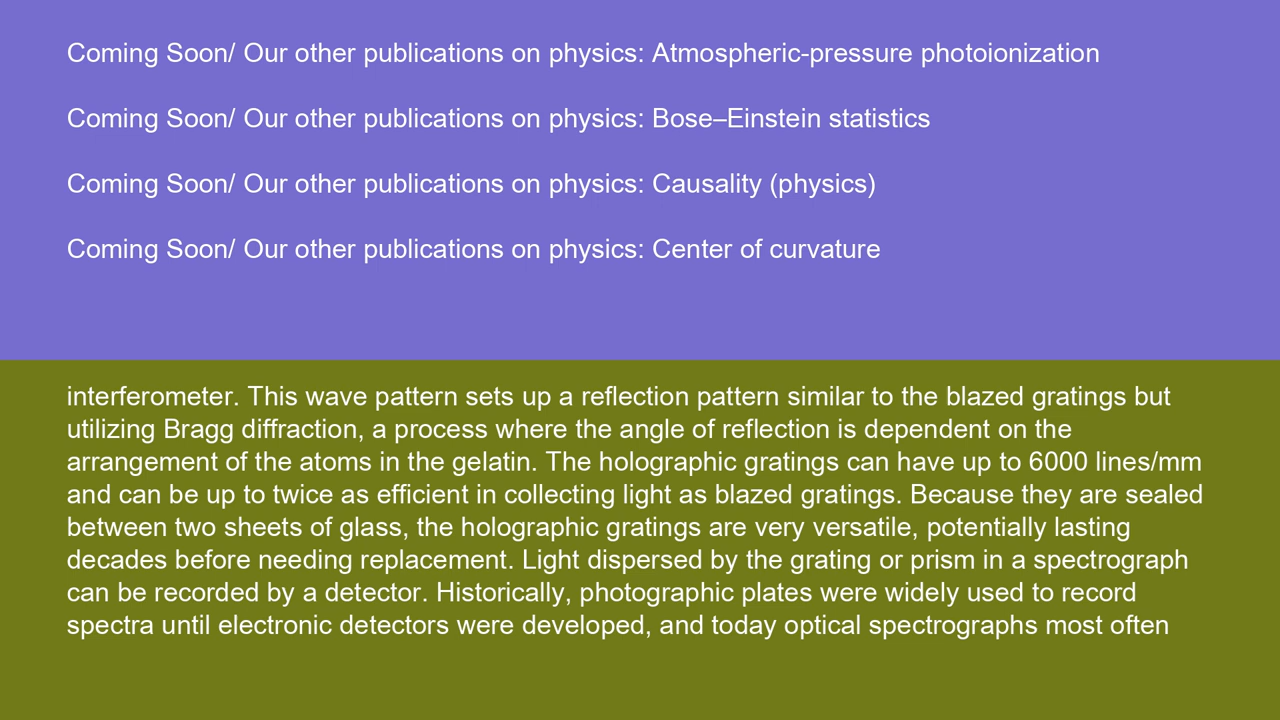 Coming Soon/ Our other publications on physics: Atmospheric-pressure photoionization
Coming Soon/ Our other publications on physics: Bose–Einstein statistics
Coming Soon/ Our other publications on physics: Causality (physics)
Coming Soon/ Our other publications on physics: Center of curvature
interferometer. This wave pattern sets up a reflection pattern similar to the blazed gratings but
utilizing Bragg diffraction, a process where the angle of reflection is dependent on the
arrangement of the atoms in the gelatin. The holographic gratings can have up to 6000 lines/mm
and can be up to twice as efficient in collecting light as blazed gratings. Because they are sealed
between two sheets of glass, the holographic gratings are very versatile, potentially lasting
decades before needing replacement. Light dispersed by the grating or prism in a spectrograph
can be recorded by a detector. Historically, photographic plates were widely used to record
spectra until electronic detectors were developed, and today optical spectrographs most often